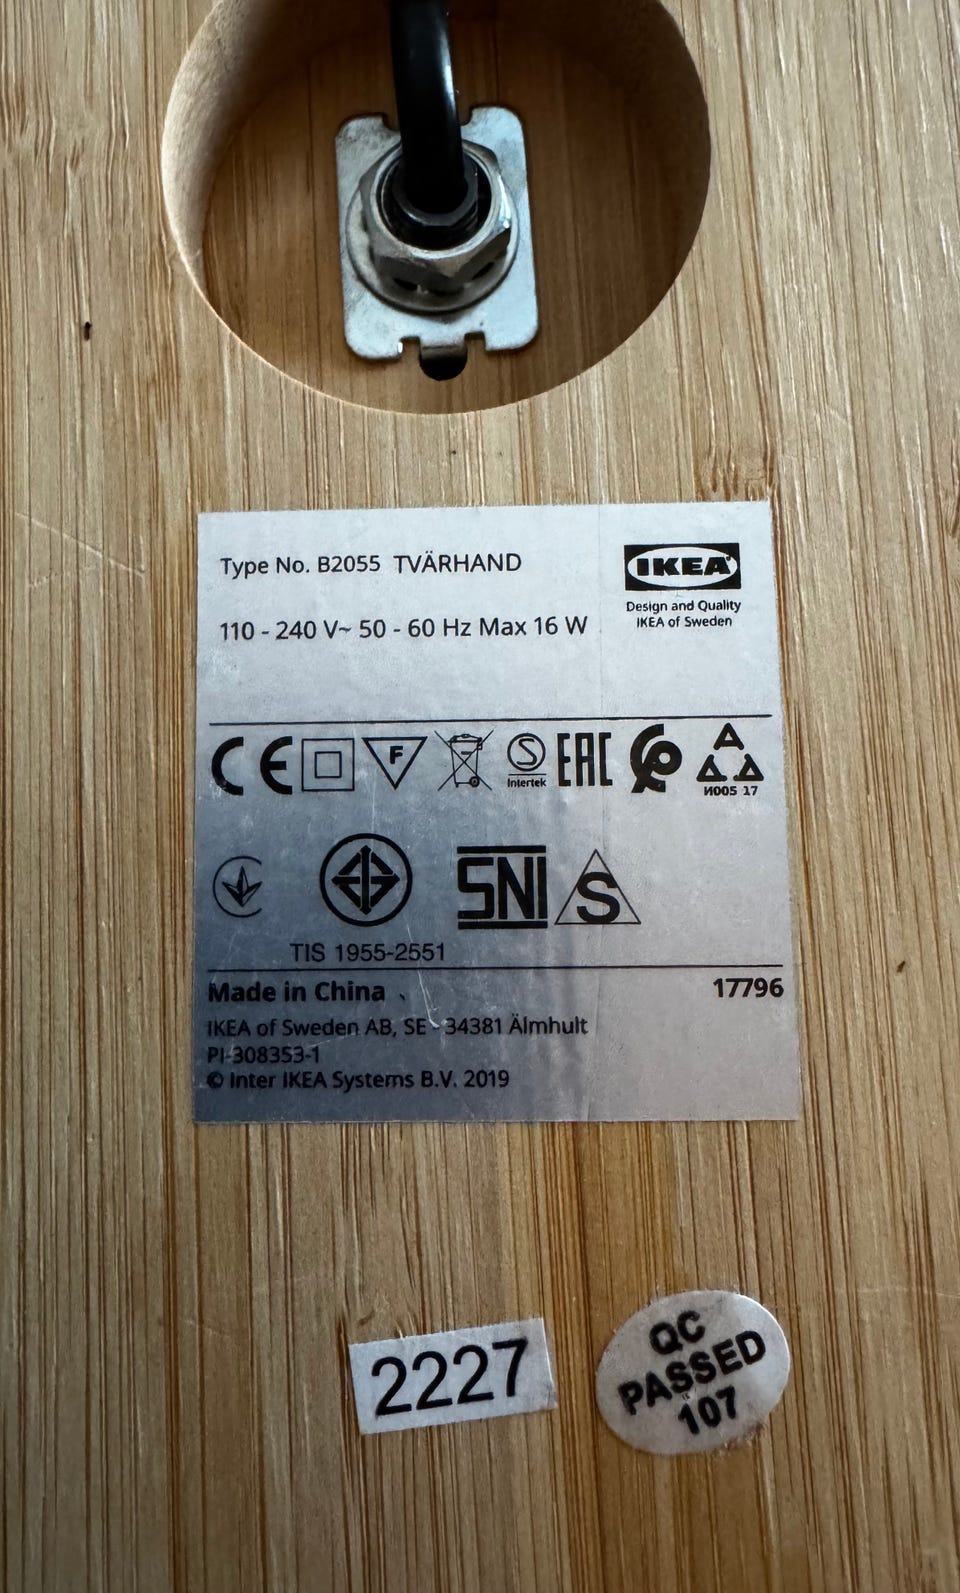 Type No. B2055 TVÄRHAND
IKEA
Design and Quality
IKEA of Sweden
110 - 240 V~ 50 - 60 Hz Max 16 W
CE
F
S
Intertek
EAC
И005 17
SNI
S
TIS 1955-2551
Made in China
17796
IKEA of Sweden AB, SE - 34381 Älmhult
PI-308353-1
© Inter IKEA Systems B.V. 2019
2227
QC
PASSED
107